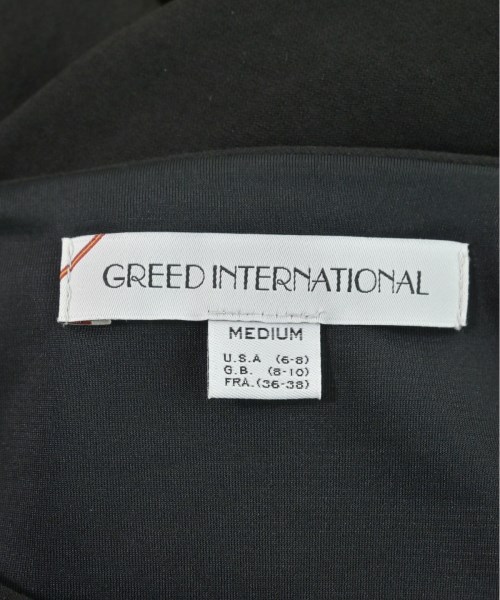 GREED INTERNATIONAL
MEDIUM
U.S.A (6-8)
G.B. (8-10)
FRA.(36-38)